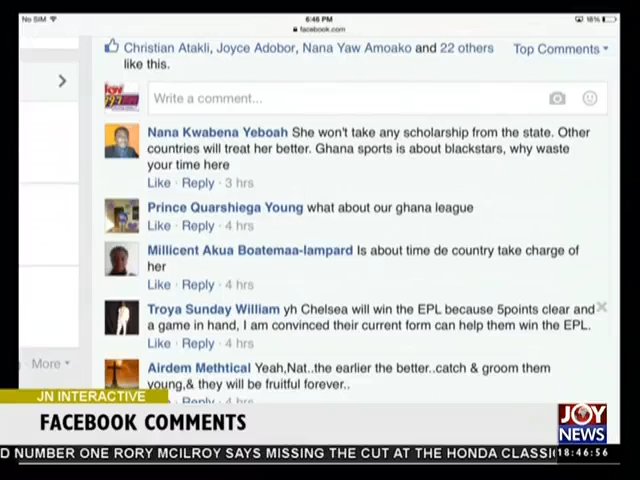 No SIM
6:46 PM
18%
facebook.com
Christian Atakli, Joyce Adobor, Nana Yaw Amoako and 22 others
like this.
Top Comments
Write a comment...
Nana Kwabena Yeboah She won't take any scholarship from the state. Other
countries will treat her better. Ghana sports is about blackstars, why waste
your time here
Like · Reply · 3 hrs
Prince Quarshiega Young what about our ghana league
Like · Reply · 4 hrs
Millicent Akua Boatemaa-lampard Is about time de country take charge of
her
Like · Reply · 4 hrs
Troya Sunday William yh Chelsea will win the EPL because 5points clear and
a game in hand, I am convinced their current form can help them win the EPL.
Like · Reply · 4 hrs
More
Airdem Methtical Yeah,Nat..the earlier the better..catch & groom them
young,& they will be fruitful forever..
Reply · 4 hrs
JN INTERACTIVE
FACEBOOK COMMENTS
JOY
NEWS
D NUMBER ONE RORY MCILROY SAYS MISSING THE CUT AT THE HONDA CLASSI
18:46:56